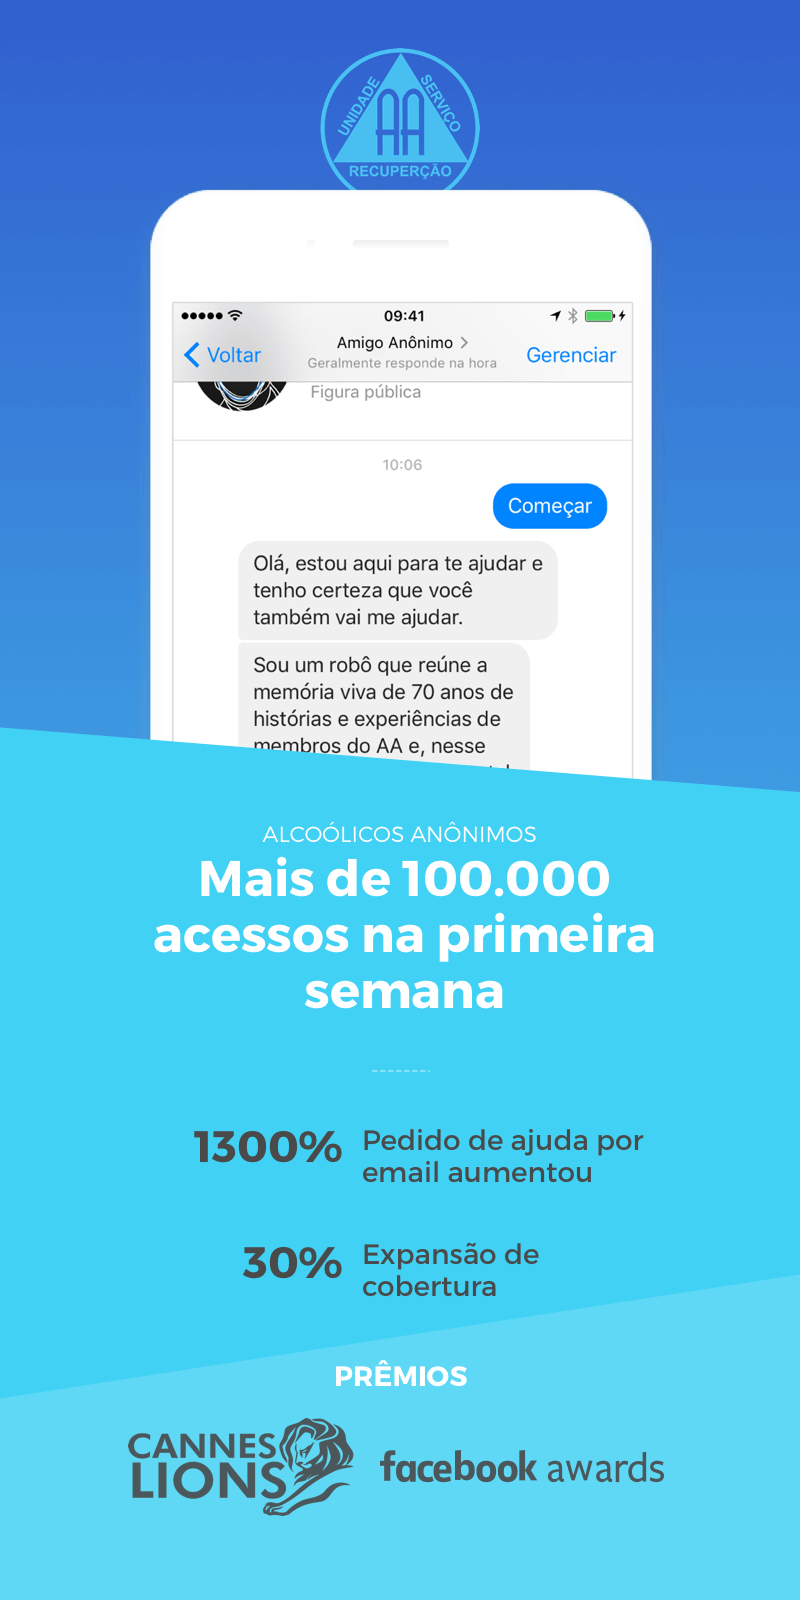 UNIDADE
SERVIÇO
AA
RECUPERÇÃO
09:41
Voltar
Amigo Anônimo
Geralmente responde na hora
Gerenciar
Figura pública
10:06
Começar
Olá, estou aqui para te ajudar e
tenho certeza que você
também vai me ajudar.
Sou um robô que reúne a
memória viva de 70 anos de
histórias e experiências de
membros do AA e, nesse
ALCOÓLICOS ANÔNIMOS
Mais de 100.000
acessos na primeira
semana
1300% Pedido de ajuda por
email aumentou
30% Expansão de
cobertura
PRÊMIOS
CANNES
LIONS
facebook awards